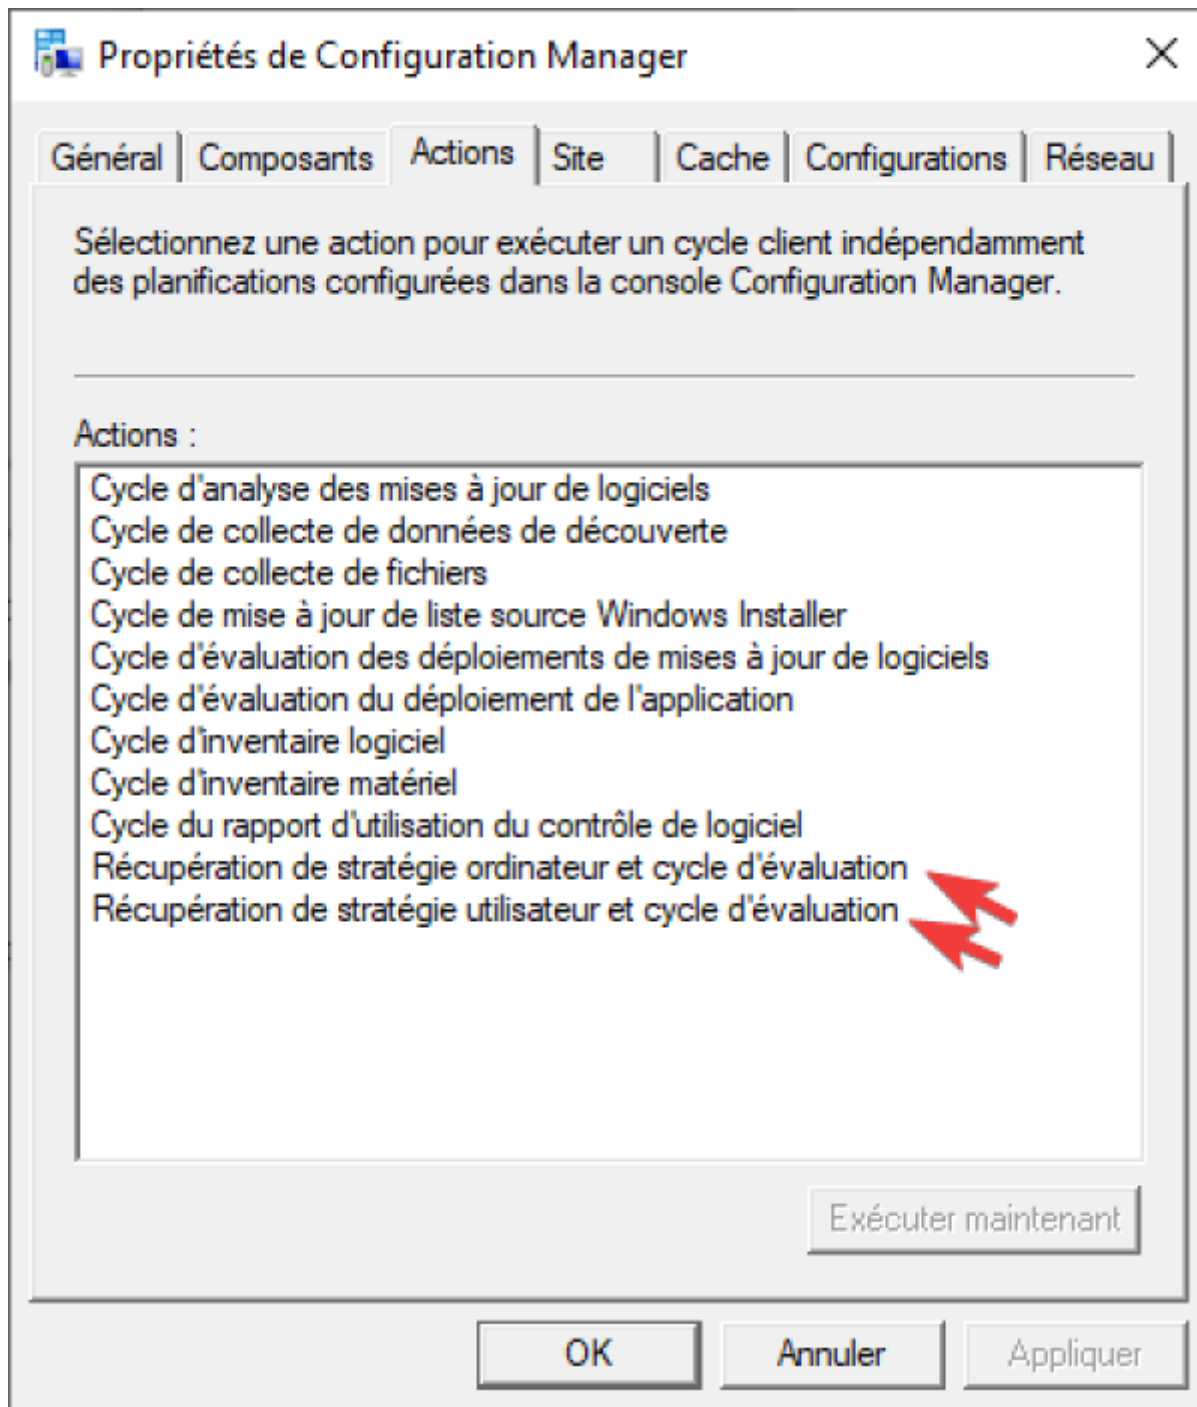 Propriétés de Configuration Manager
Général Composants Actions Site Cache Configurations Réseau
Sélectionnez une action pour exécuter un cycle client indépendamment
des planifications configurées dans la console Configuration Manager.
Actions :
Cycle d'analyse des mises à jour de logiciels
Cycle de collecte de données de découverte
Cycle de collecte de fichiers
Cycle de mise à jour de liste source Windows Installer
Cycle d'évaluation des déploiements de mises à jour de logiciels
Cycle d'évaluation du déploiement de l'application
Cycle d'inventaire logiciel
Cycle d'inventaire matériel
Cycle du rapport d'utilisation du contrôle de logiciel
Récupération de stratégie ordinateur et cycle d'évaluation
Récupération de stratégie utilisateur et cycle d'évaluation
Exécuter maintenant
OK Annuler Appliquer